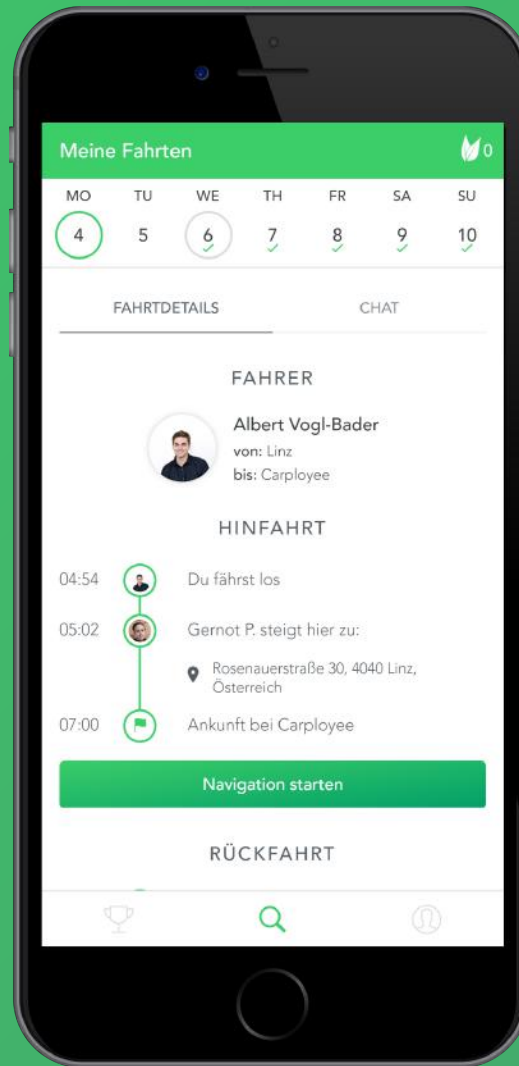 Meine Fahrten 0
MO TU WE TH FR SA SU
4 5 6 7 8 9 10
FAHRTDETAILS CHAT
FAHRER
Albert Vogl-Bader
von: Linz
bis: Carployee
HINFAHRT
04:54 Du fährst los
05:02 Gernot P. steigt hier zu:
Rosenauerstraße 30, 4040 Linz,
Österreich
07:00 Ankunft bei Carployee
Navigation starten
RÜCKFAHRT